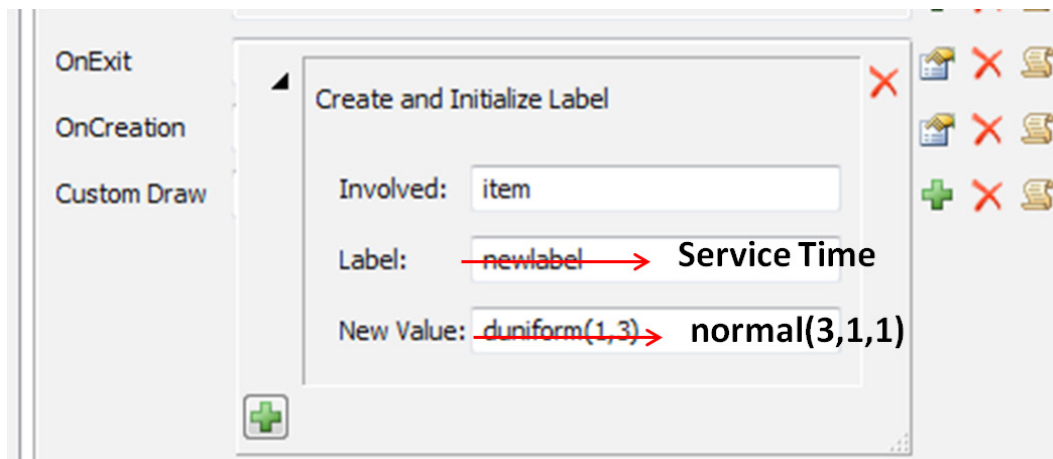 OnExit
Create and Initialize Label
OnCreation
Custom Draw
Involved: item
Label: newlabel Service Time
New Value: duniform(1,3) normal(3,1,1)